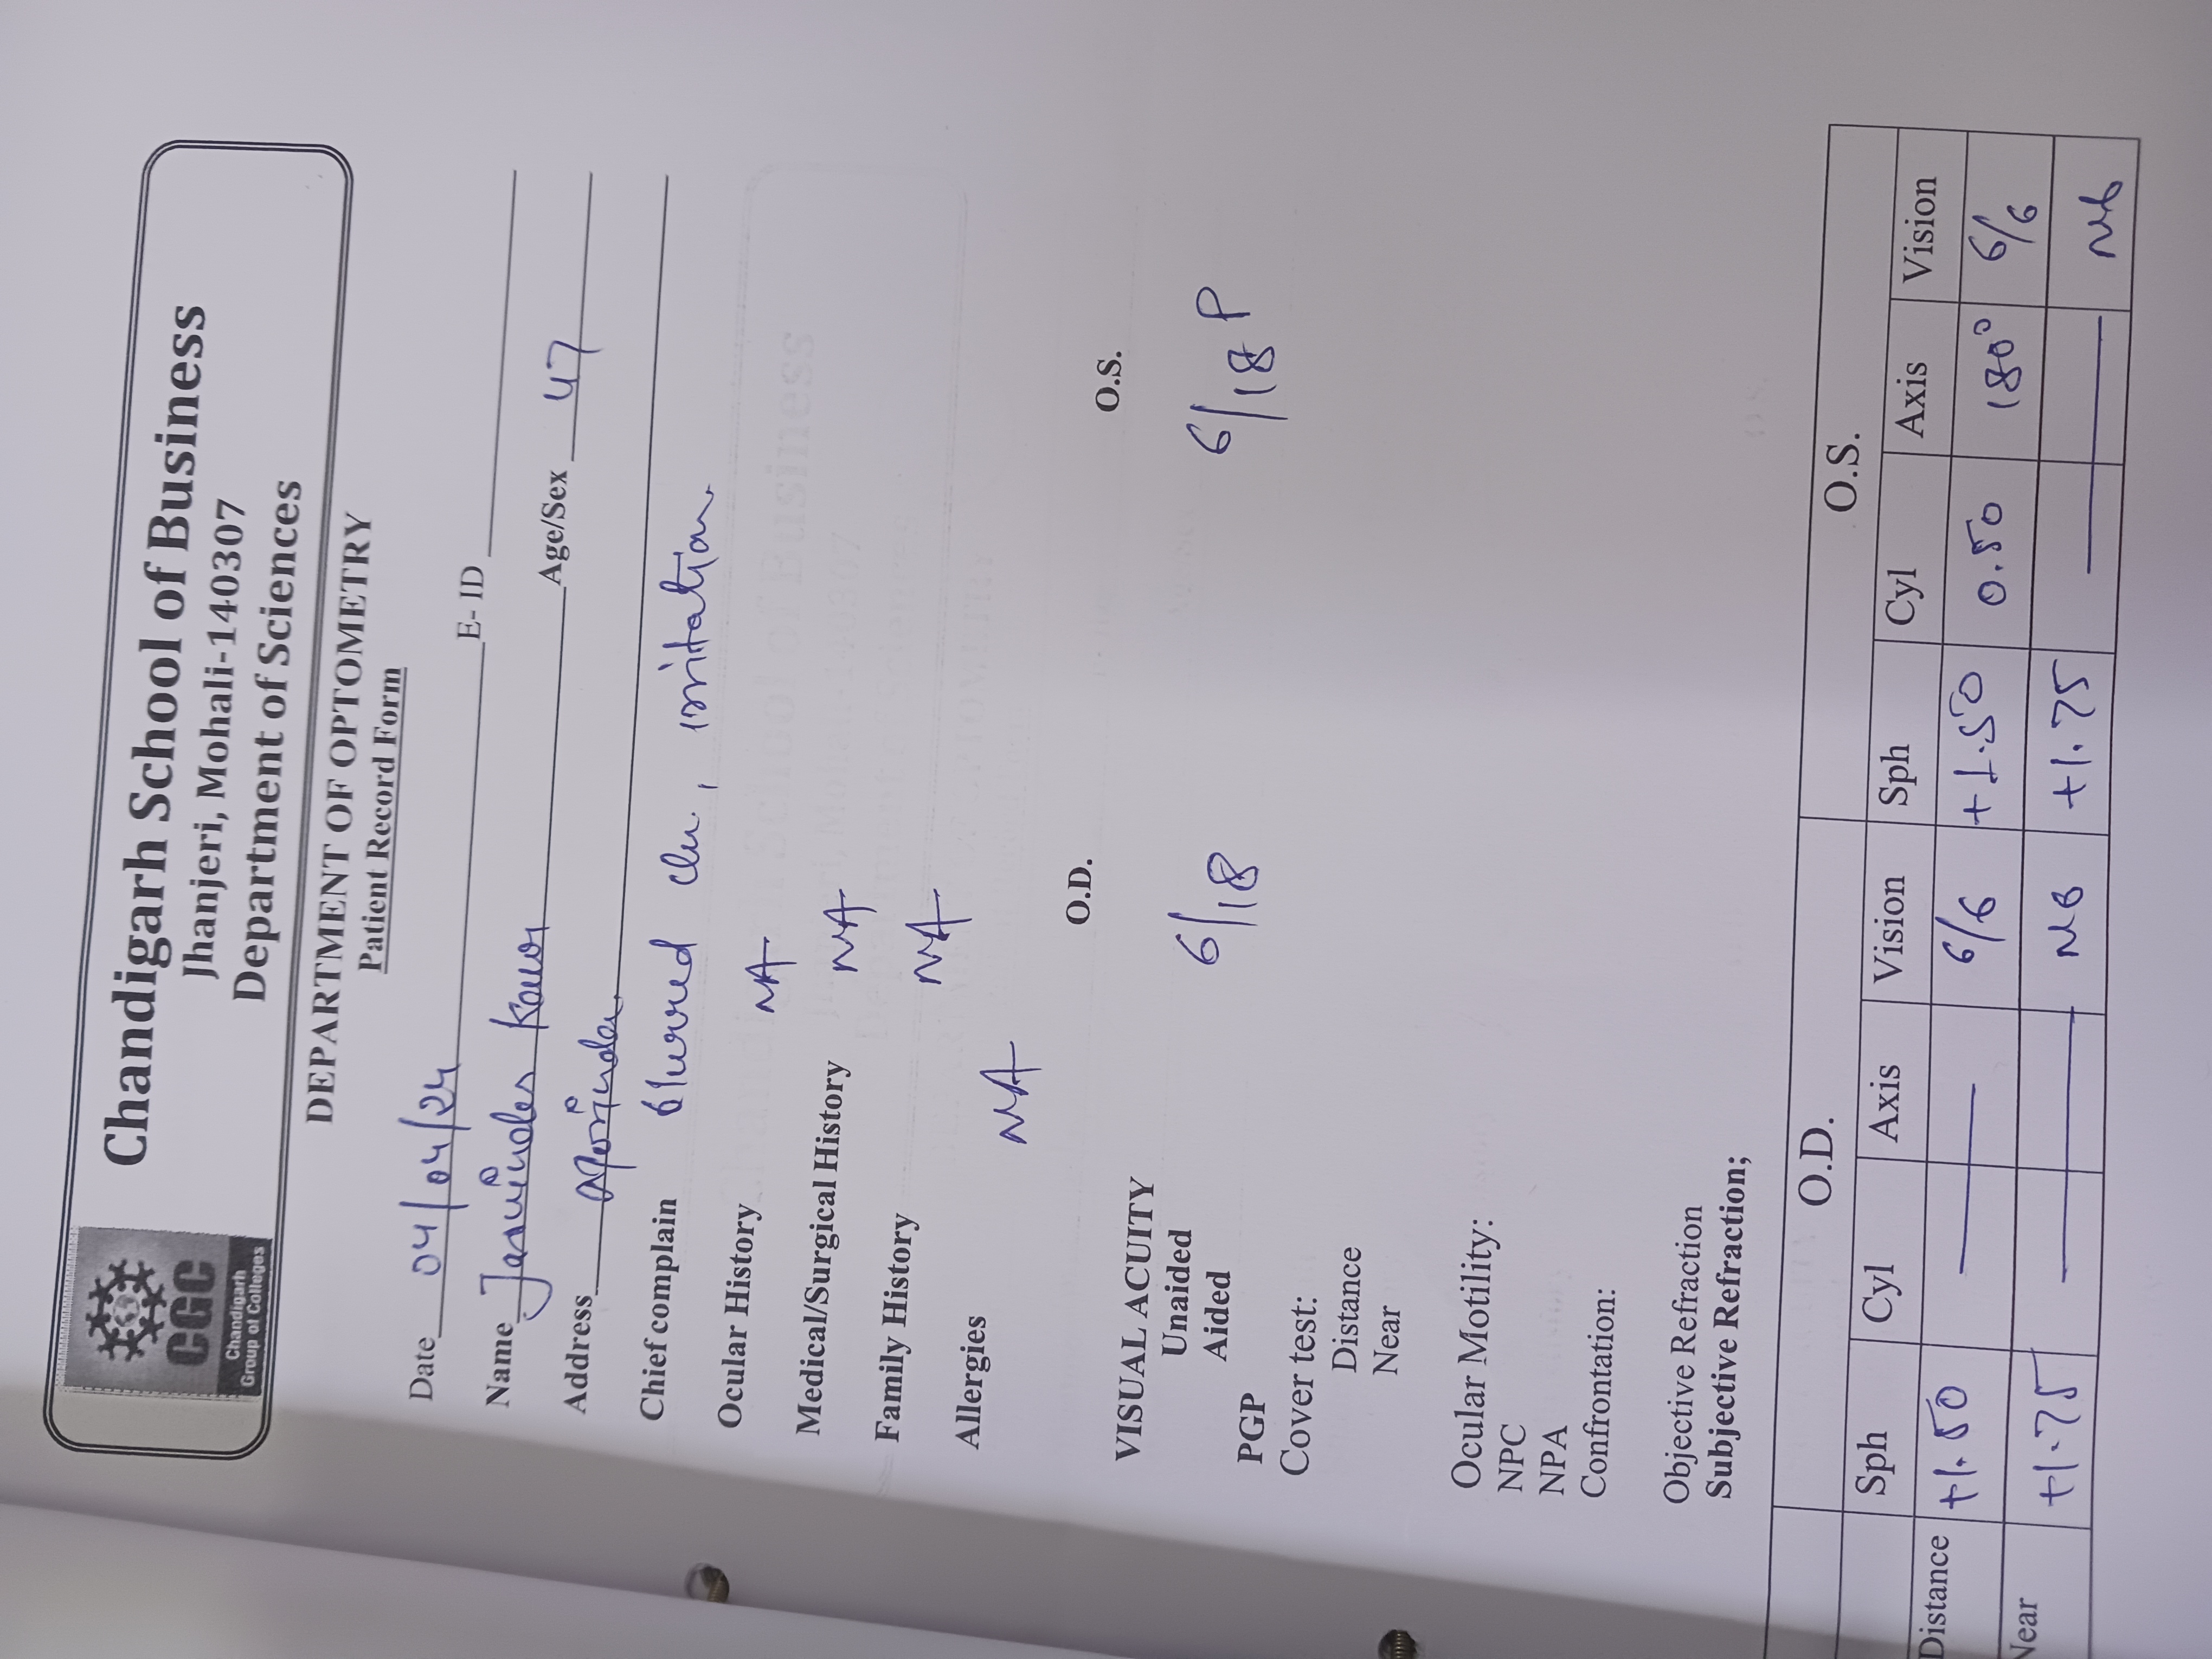 CGC
Chandigarh
Group of Colleges
Chandigarh School of Business
Jhanjeri, Mohali-140307
Department of Sciences
DEPARTMENT OF OPTOMETRY
Patient Record Form
Date 04/04/24 E- ID
Name Jasvinder Kaur Age/Sex 47
Address Morinda
Chief complain blurred , irritation
Ocular History NA
Medical/Surgical History NA
Family History NA
Allergies NA
O.D. O.S.
VISUAL ACUITY
Unaided 6/18 6/18 P
Aided
PGP
Cover test:
Distance
Near
Ocular Motility:
NPC
NPA
Confrontation:
Objective Refraction
Subjective Refraction;
O.D. O.S.
Sph Cyl Axis Vision Sph Cyl Axis Vision
Distance +1.50 — 6/6 +1.50 0.50 180° 6/6
Near +1.75 — N6 +1.75 — N6